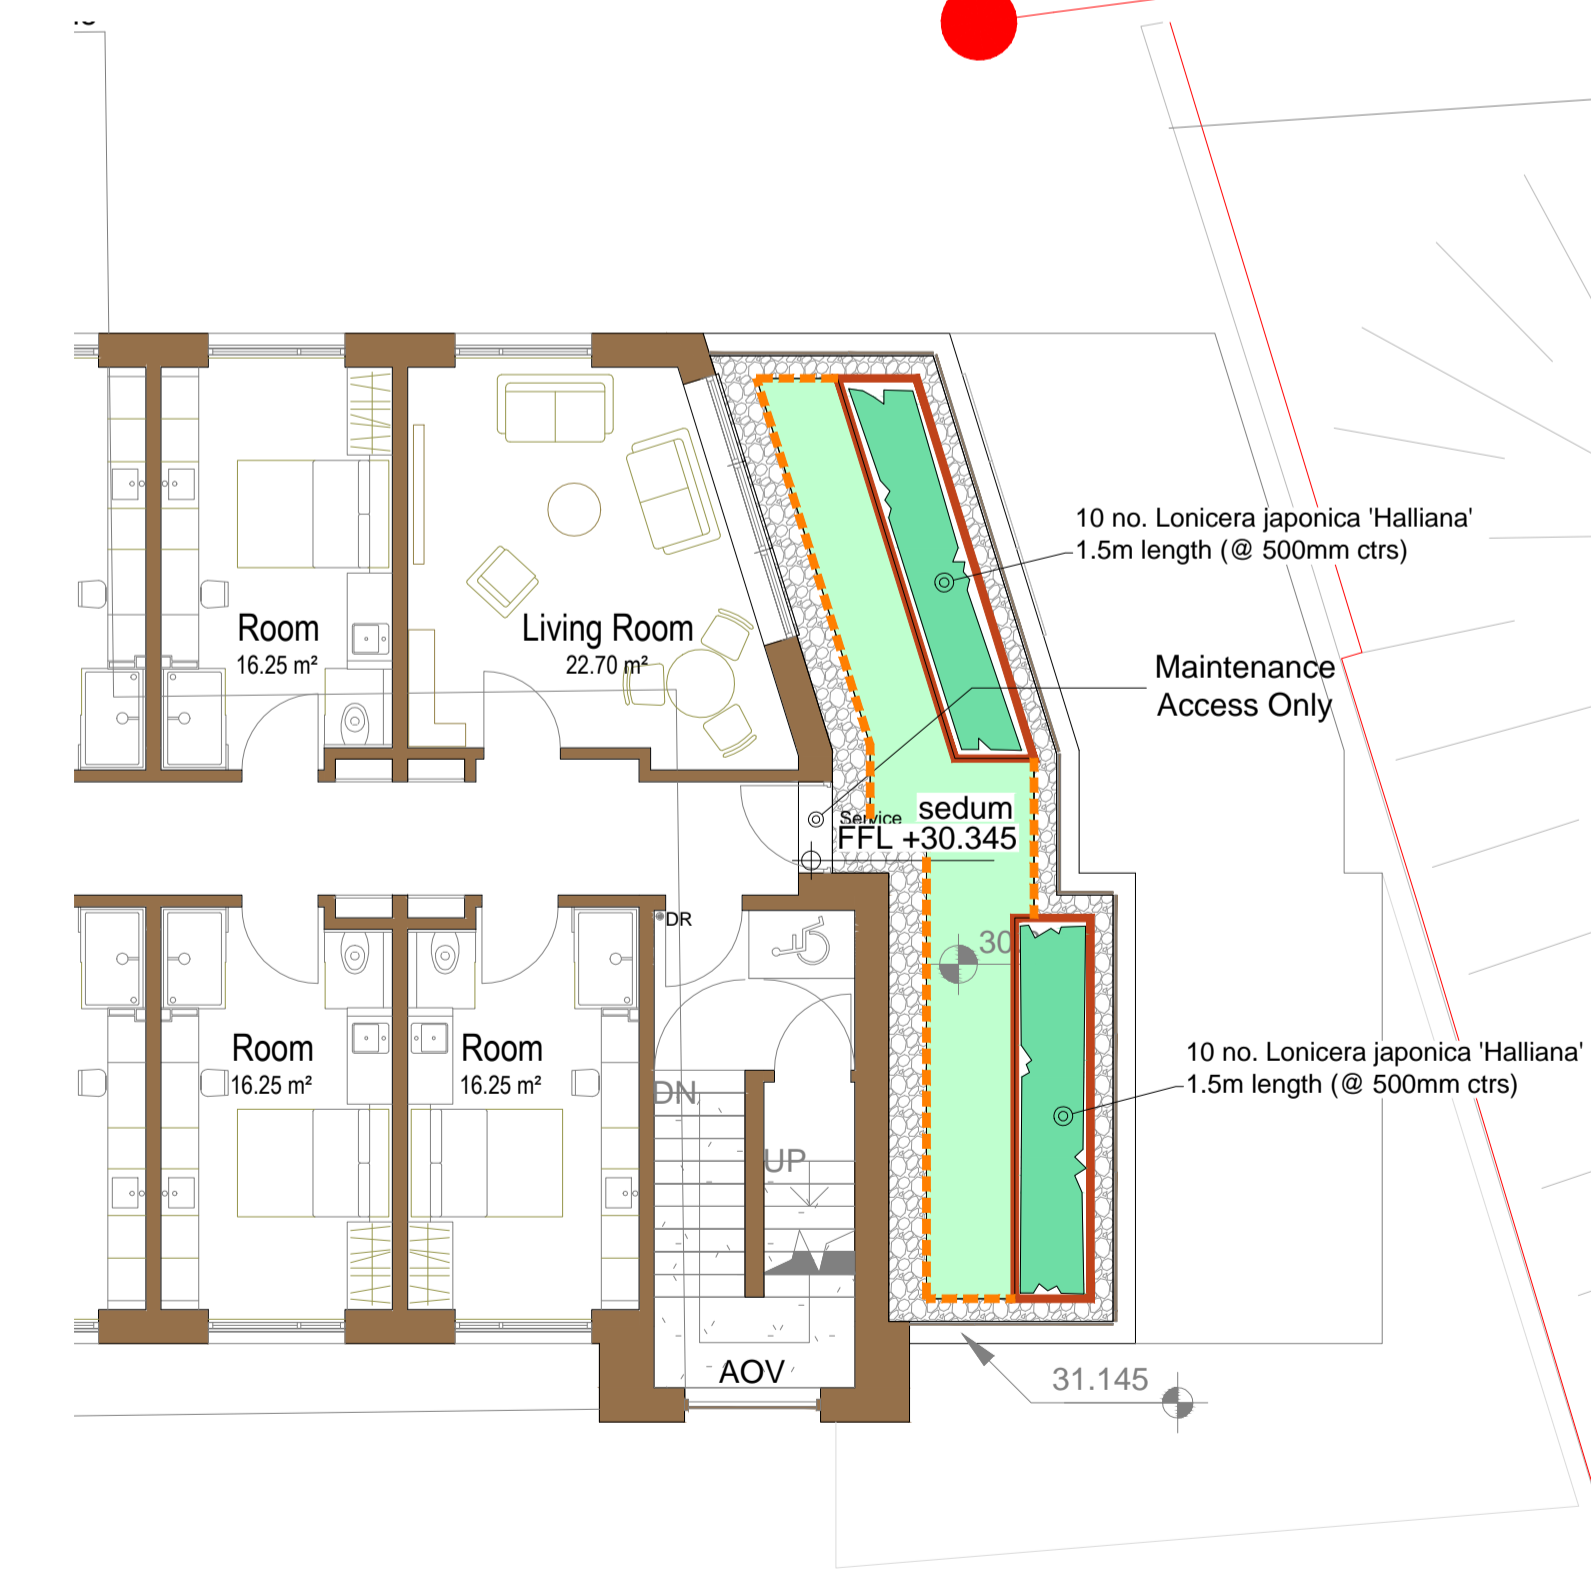 10 no. Lonicera japonica 'Halliana'
1.5m length (@ 500mm ctrs)
Room
16.25 m²
Living Room
22.70 m²
Maintenance
Access Only
Service
sedum
FFL +30.345
DR
Room
16.25 m²
Room
16.25 m²
10 no. Lonicera japonica 'Halliana'
1.5m length (@ 500mm ctrs)
DN
UP
AOV
31.145